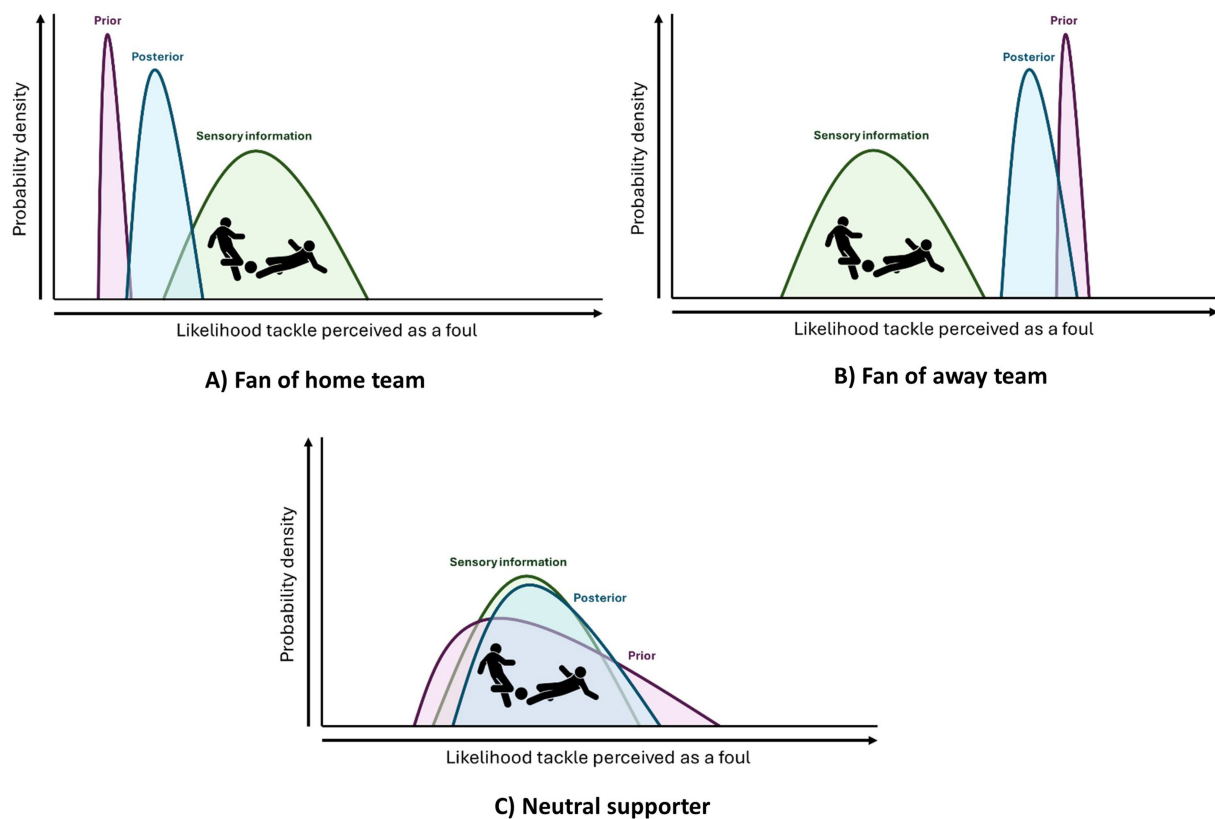 Prior
Posterior
Sensory information
Probability density
Likelihood tackle perceived as a foul
A) Fan of home team
Prior
Posterior
Sensory information
Probability density
Likelihood tackle perceived as a foul
B) Fan of away team
Sensory information
Posterior
Prior
Probability density
Likelihood tackle perceived as a foul
C) Neutral supporter